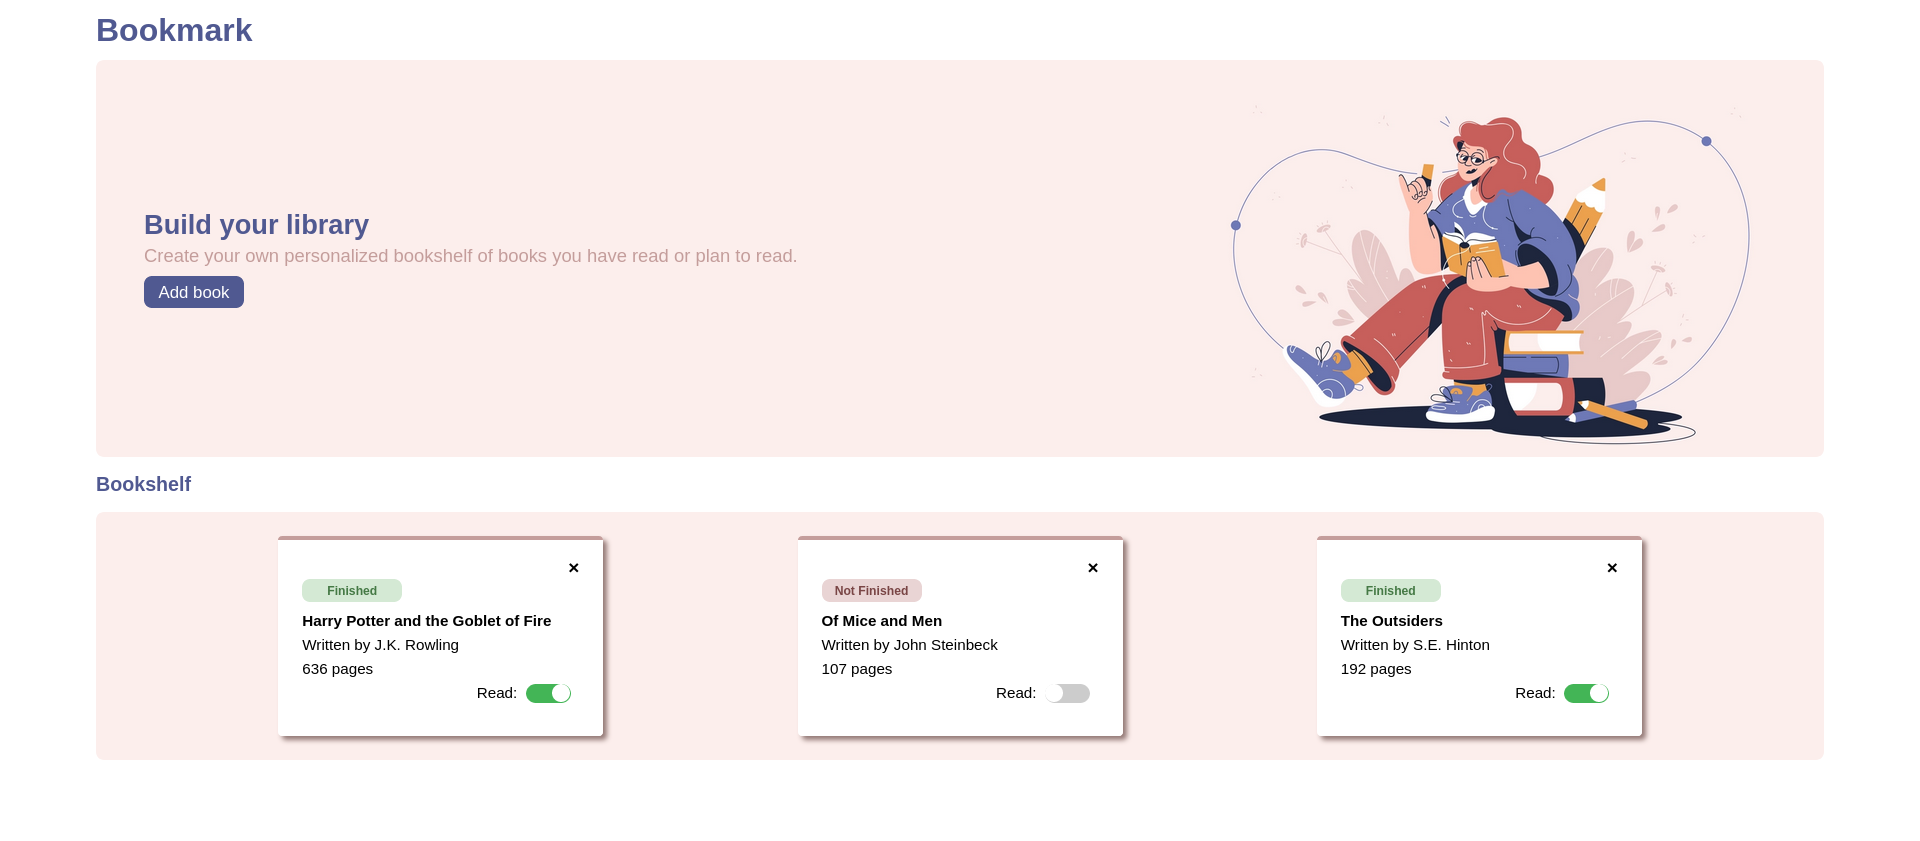 Bookmark
Build your library
Create your own personalized bookshelf of books you have read or plan to read.
Add book
Bookshelf
×
Finished
Harry Potter and the Goblet of Fire
Written by J.K. Rowling
636 pages
Read:
×
Not Finished
Of Mice and Men
Written by John Steinbeck
107 pages
Read:
×
Finished
The Outsiders
Written by S.E. Hinton
192 pages
Read: